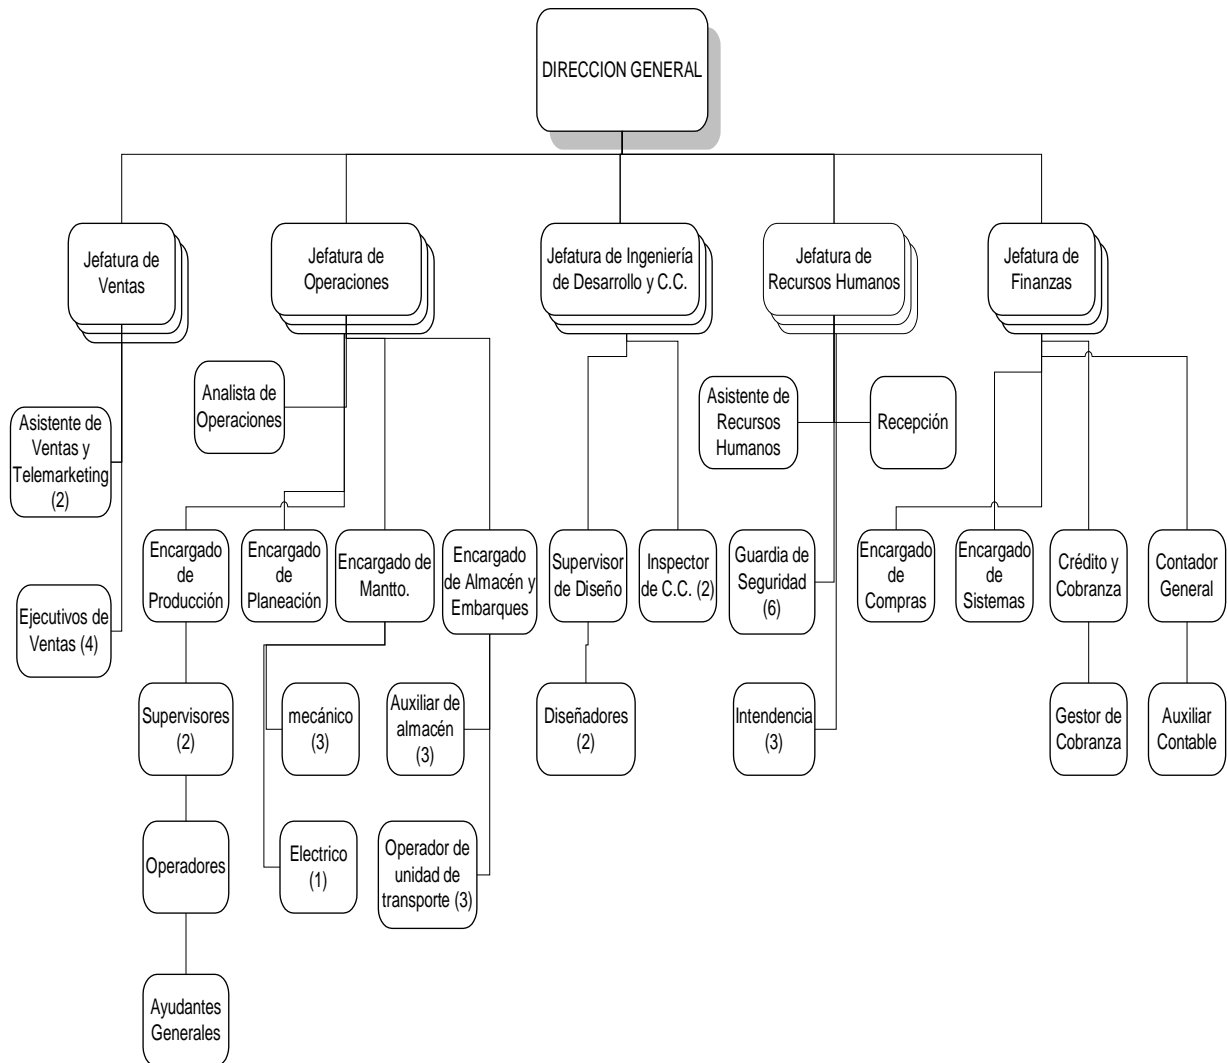 DIRECCION GENERAL
Jefatura de
Ventas
Jefatura de
Operaciones
Jefatura de Ingeniería
de Desarrollo y C.C.
Jefatura de
Recursos Humanos
Jefatura de
Finanzas
Asistente de
Ventas y
Telemarketing
(2)
Analista de
Operaciones
Asistente de
Recursos
Humanos
Recepción
Ejecutivos de
Ventas (4)
Encargado
de
Producción
Encargado
de
Planeación
Encargado de
Mantto.
Encargado
de Almacén y
Embarques
Supervisor
de Diseño
Inspector
de C.C. (2)
Guardia de
Seguridad
(6)
Encargado
de
Compras
Encargado
de
Sistemas
Crédito y
Cobranza
Contador
General
Supervisores
(2)
mecánico
(3)
Auxiliar de
almacén
(3)
Diseñadores
(2)
Intendencia
(3)
Gestor de
Cobranza
Auxiliar
Contable
Operadores
Electrico
(1)
Operador de
unidad de
transporte (3)
Ayudantes
Generales